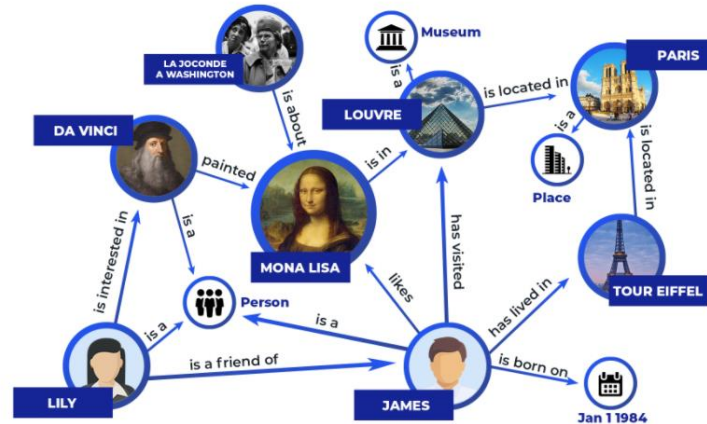 LA JOCONDE
A WASHINGTON
Museum
PARIS
is a
is located in
LOUVRE
DA VINCI
is about
is a
is located in
painted
is in
Place
is interested in
is a
has visited
MONA LISA
TOUR EIFFEL
Person
likes
has lived in
is a
is a
is a friend of
is born on
LILY
JAMES
Jan 1 1984